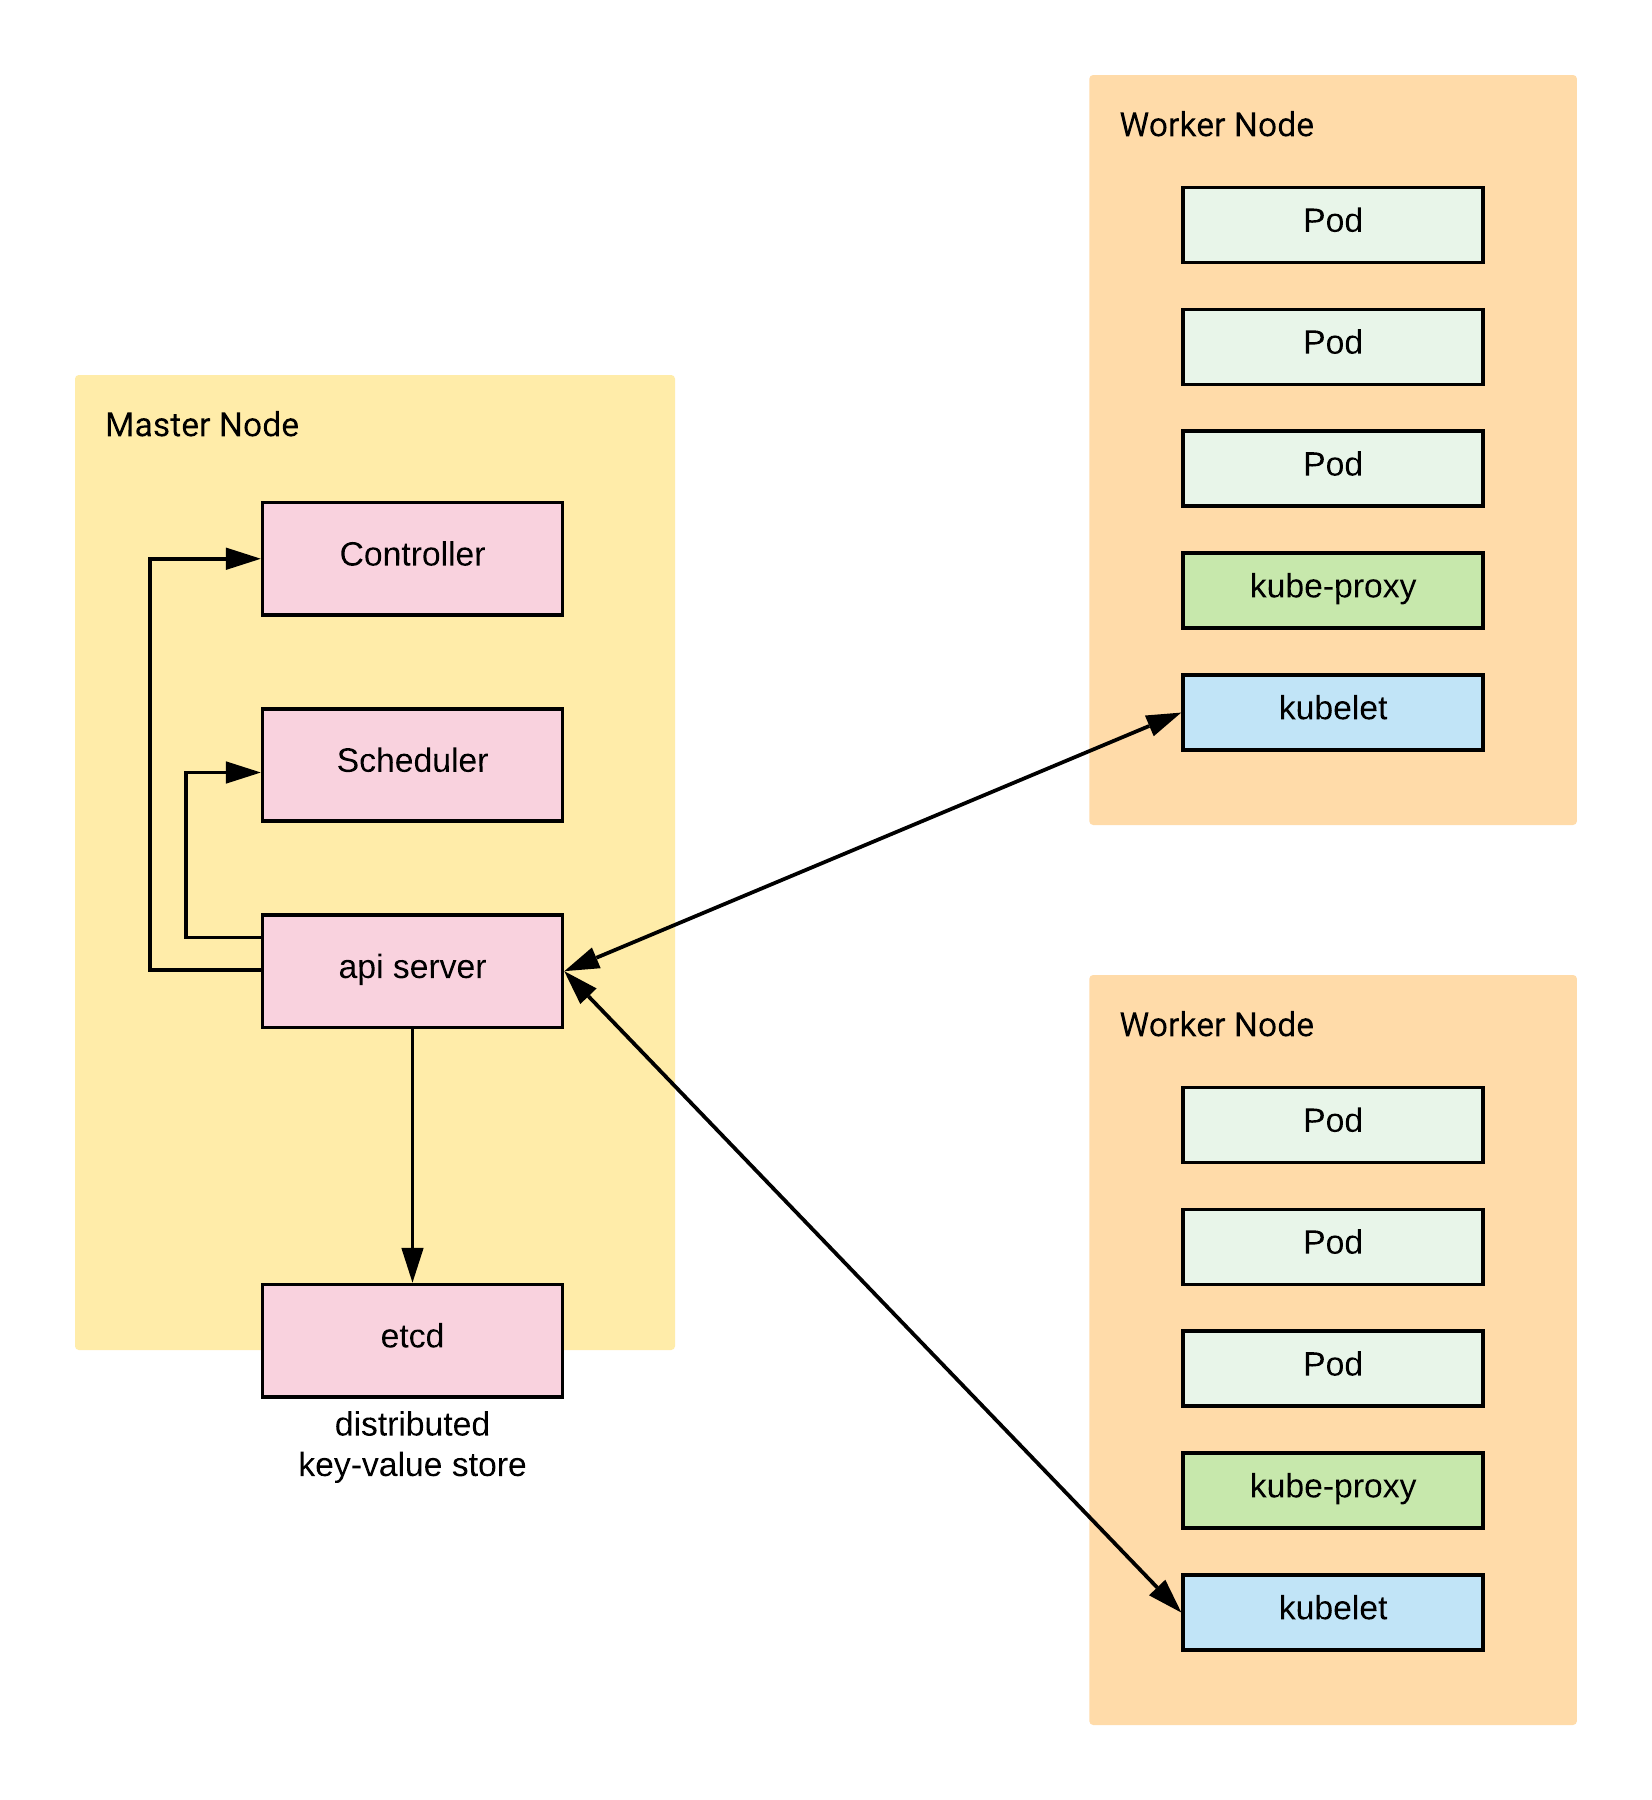 Master Node
Controller
Scheduler
api server
etcd
distributed
key-value store
Worker Node
Pod
Pod
Pod
kube-proxy
kubelet
Worker Node
Pod
Pod
Pod
kube-proxy
kubelet